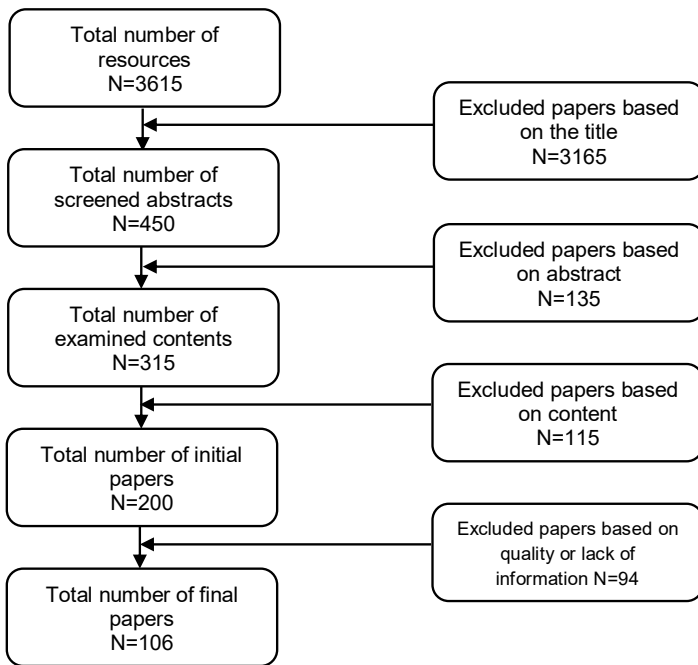 Total number of
resources
N=3615
Excluded papers based
on the title
N=3165
Total number of
screened abstracts
N=450
Excluded papers based
on abstract
N=135
Total number of
examined contents
N=315
Excluded papers based
on content
N=115
Total number of initial
papers
N=200
Excluded papers based on
quality or lack of
information N=94
Total number of final
papers
N=106